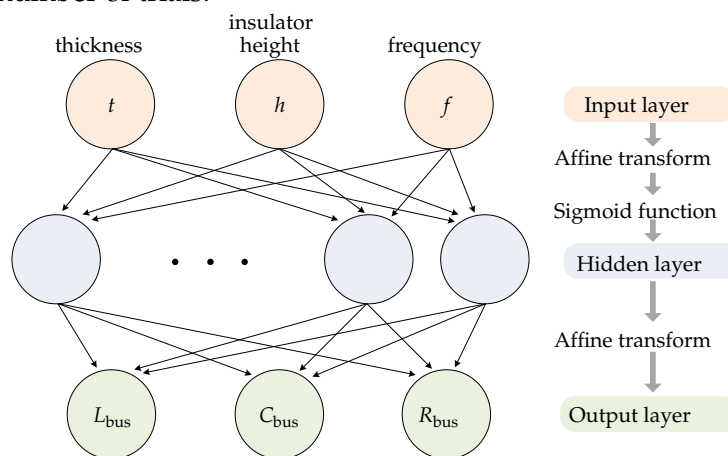 number of trials.
thickness
insulator
height
frequency
t
h
f
Input layer
Affine transform
Sigmoid function
. . .
Hidden layer
Affine transform
L_bus
C_bus
R_bus
Output layer